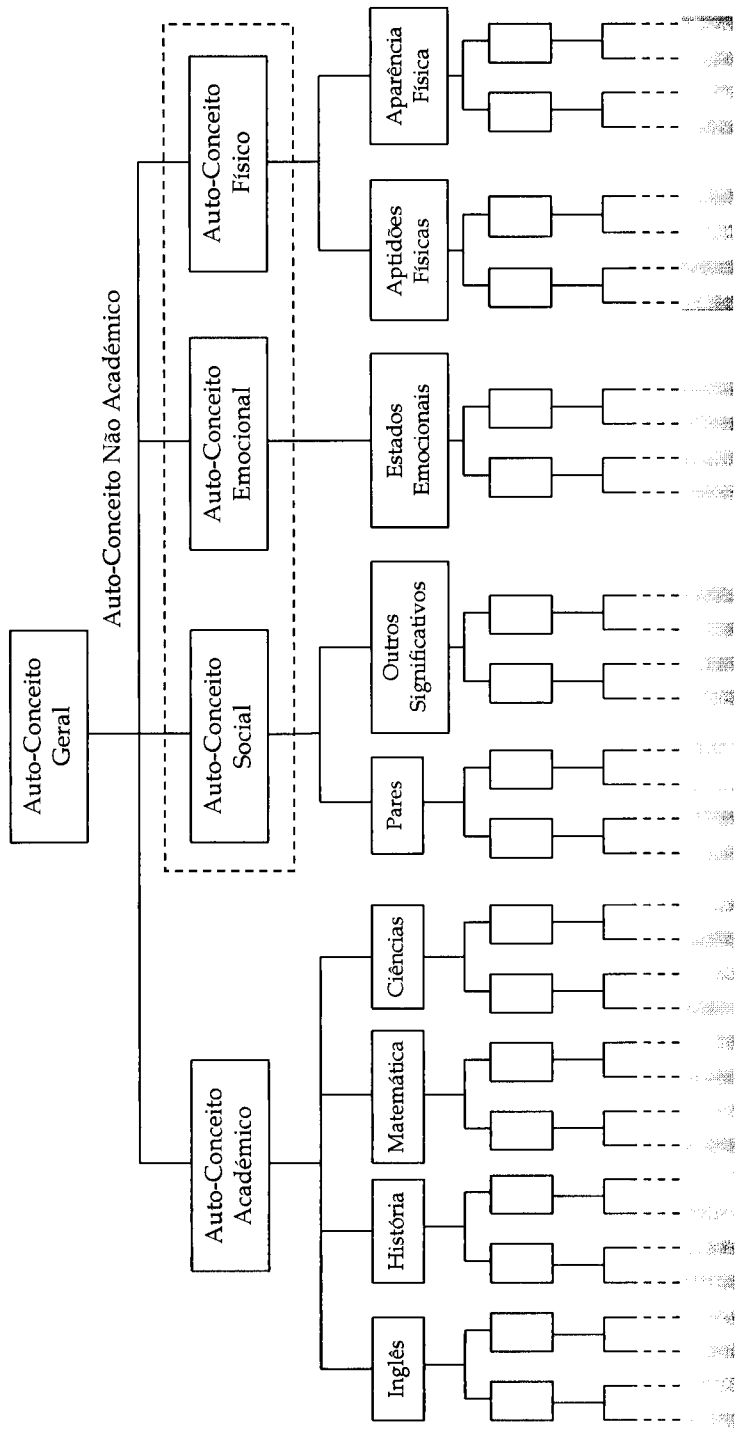 Auto-Conceito
Geral
Auto-Conceito Não Académico
Auto-Conceito
Académico
Auto-Conceito
Social
Auto-Conceito
Emocional
Auto-Conceito
Físico
Inglês
História
Matemática
Ciências
Pares
Outros
Significativos
Estados
Emocionais
Aptidões
Físicas
Aparência
Física